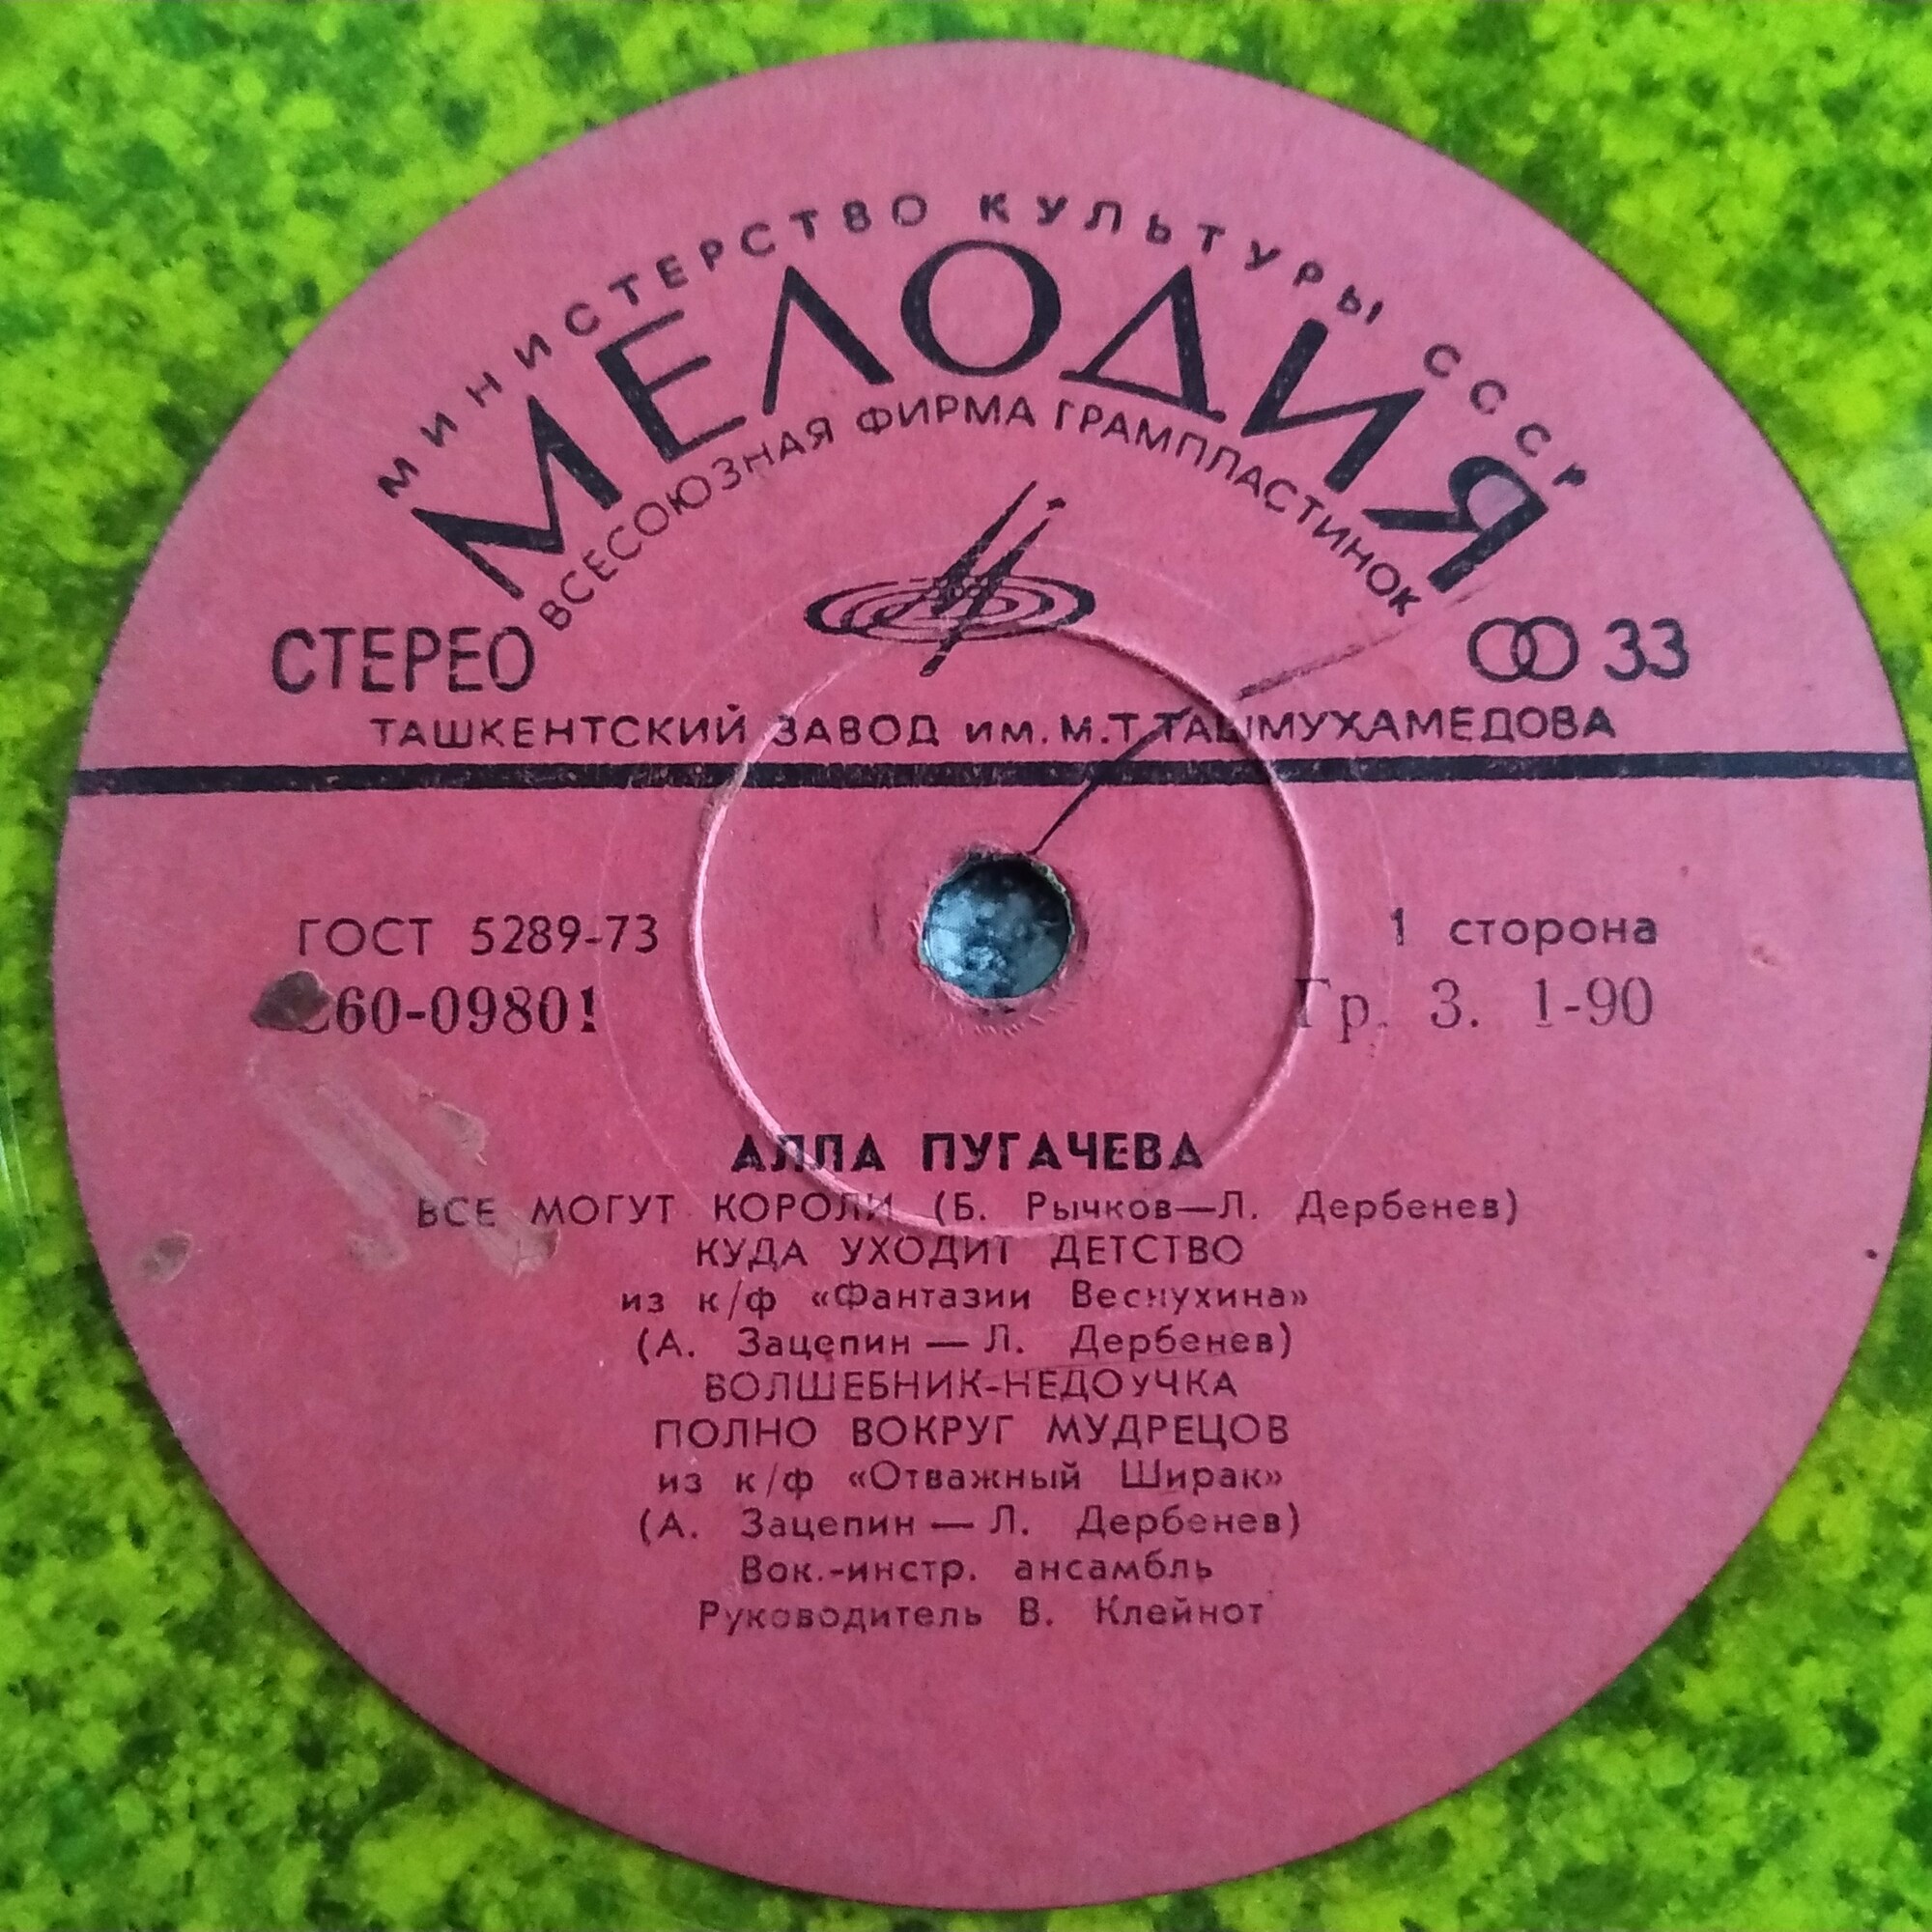 МИНИСТЕРСТВО КУЛЬТУРЫ СССР
МЕЛОДИЯ
ВСЕСОЮЗНАЯ ФИРМА ГРАМПЛАСТИНОК
СТЕРЕО 33
ТАШКЕНТСКИЙ ЗАВОД им. М.Т.ТАШМУХАМЕДОВА
ГОСТ 5289-73 1 сторона
С60-09801 Гр. 3. 1-90
АЛЛА ПУГАЧЕВА
ВСЕ МОГУТ КОРОЛИ (Б. Рычков—Л. Дербенев)
КУДА УХОДИТ ДЕТСТВО
из к/ф «Фантазии Веснухина»
(А. Зацепин — Л. Дербенев)
ВОЛШЕБНИК-НЕДОУЧКА
ПОЛНО ВОКРУГ МУДРЕЦОВ
из к/ф «Отважный Ширак»
(А. Зацепин — Л. Дербенев)
Вок.-инстр. ансамбль
Руководитель В. Клейнот